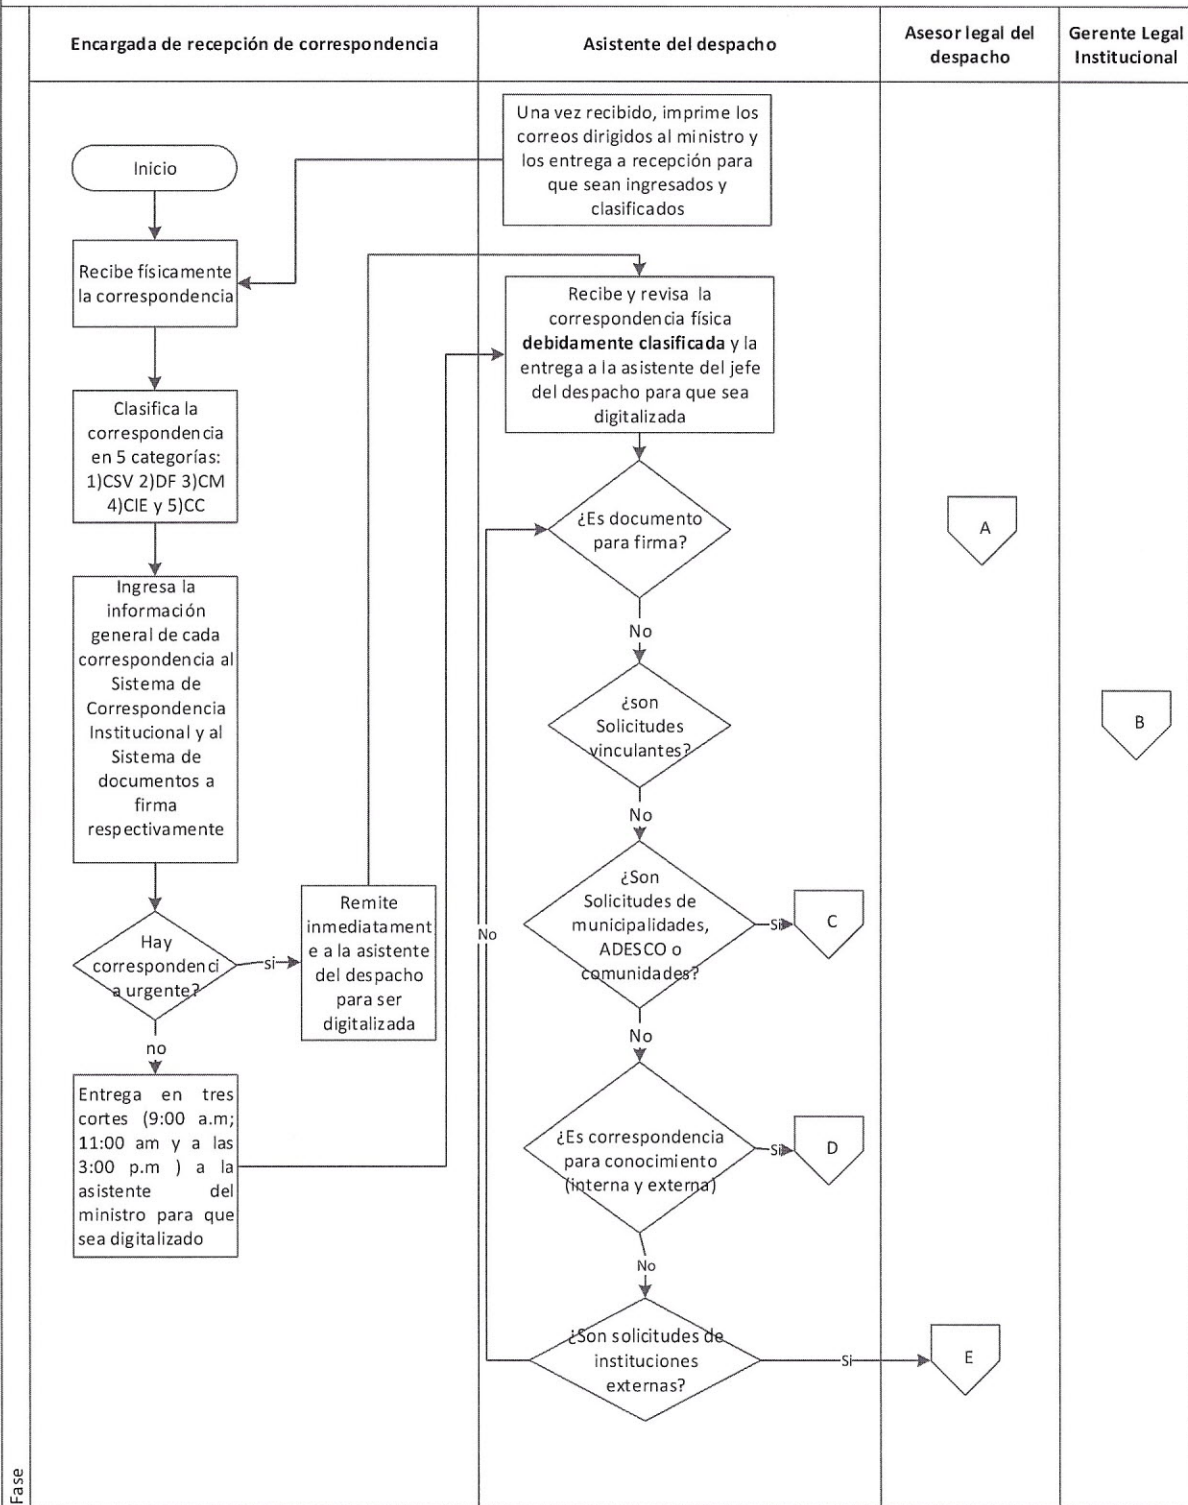 Encargada de recepción de correspondencia
Asistente del despacho
Asesor legal del
despacho
Gerente Legal
Institucional
Inicio
Recibe físicamente
la correspondencia
Clasifica la
correspondencia
en 5 categorías:
1)CSV 2)DF 3)CM
4)CIE y 5)CC
Ingresa la
información
general de cada
correspondencia al
Sistema de
Correspondencia
Institucional y al
Sistema de
documentos a
firma
respectivamente
Hay
correspondenci
a urgente?
si
Remite
inmediatament
e a la asistente
del despacho
para ser
digitalizada
no
Entrega en tres
cortes (9:00 a.m;
11:00 am y a las
3:00 p.m ) a la
asistente del
ministro para que
sea digitalizado
Una vez recibido, imprime los
correos dirigidos al ministro y
los entrega a recepción para
que sean ingresados y
clasificados
Recibe y revisa la
correspondencia física
debidamente clasificada y la
entrega a la asistente del jefe
del despacho para que sea
digitalizada
¿Es documento
para firma?
A
No
¿son
Solicitudes
vinculantes?
B
No
¿Son
Solicitudes de
municipalidades,
ADESCO o
comunidades?
Si
C
No
No
¿Es correspondencia
para conocimiento
(interna y externa)
Si
D
No
¿Son solicitudes de
instituciones
externas?
Si
E
Fase